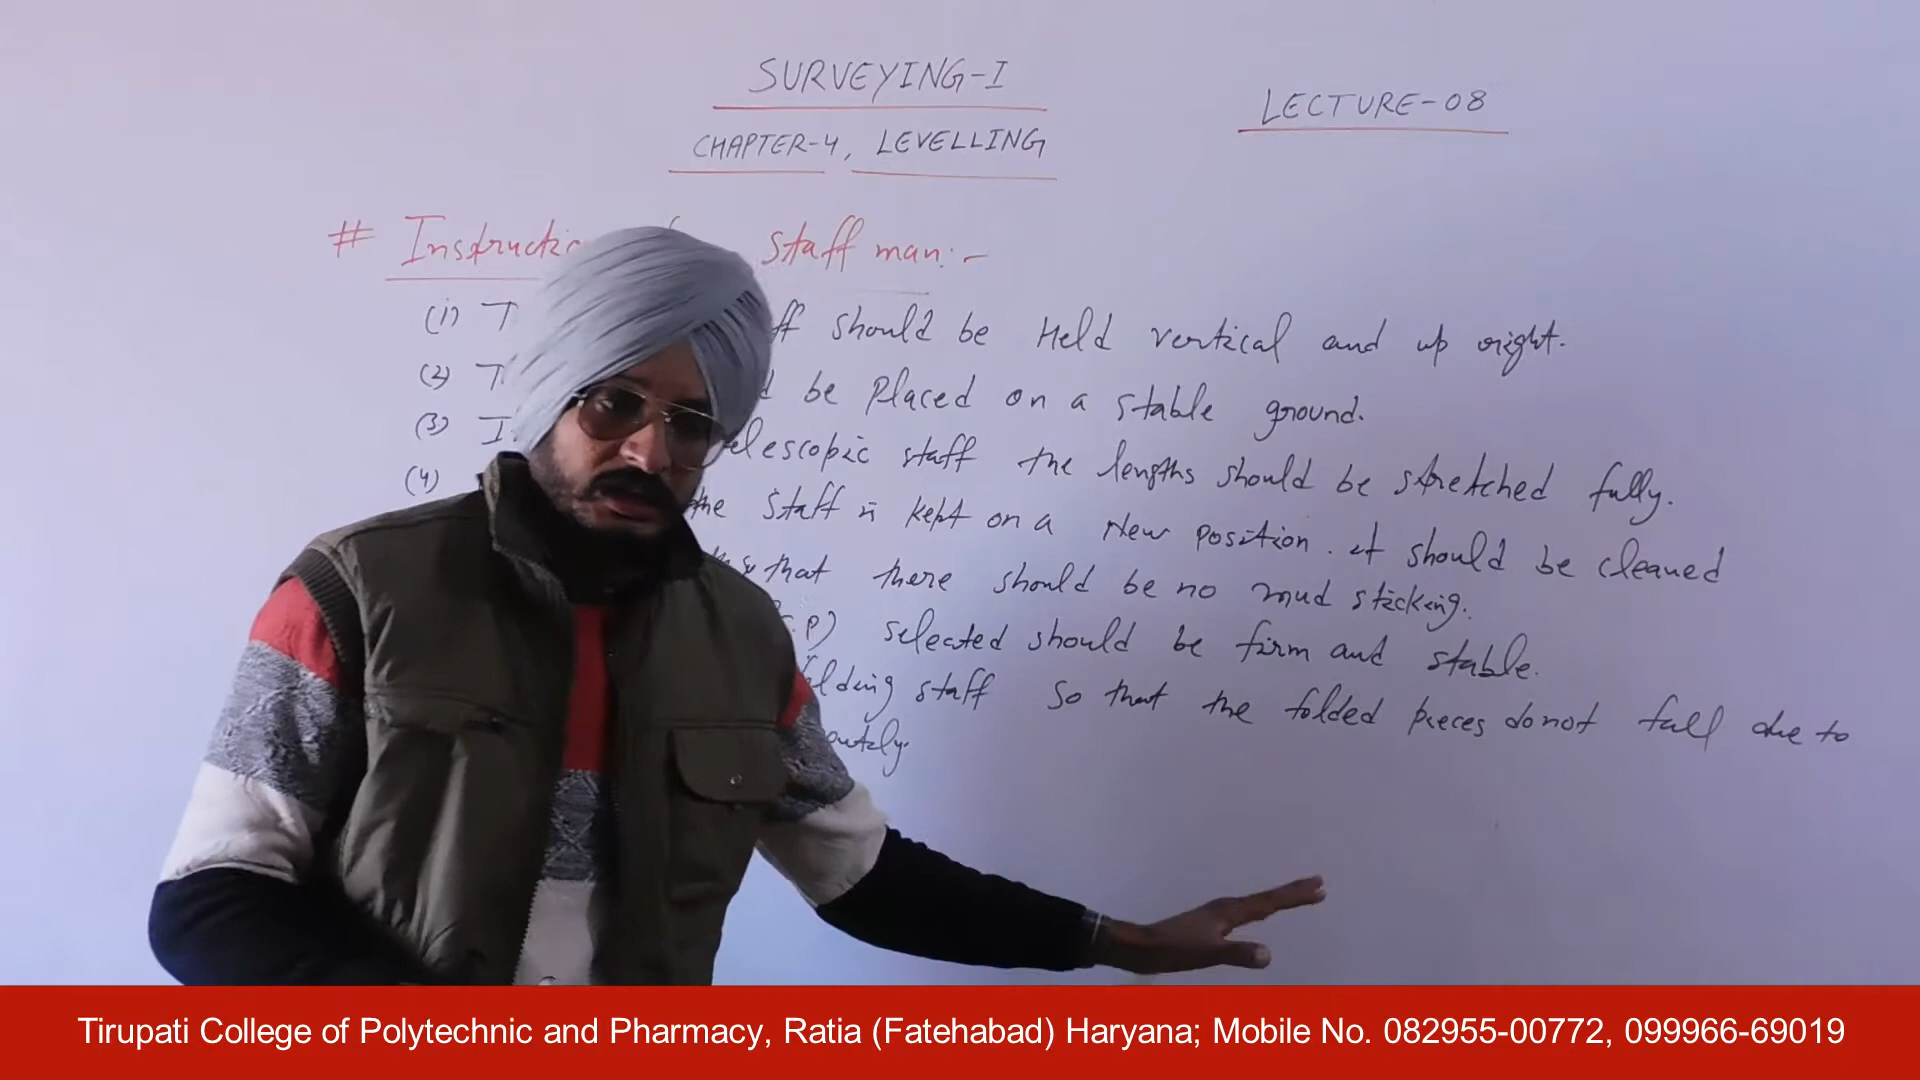 SURVEYING-I
LECTURE-08
CHAPTER-4, LEVELLING
# staff man:-
(1) should be Held vertical and up right.
(2) be placed on a stable ground.
(3) telescopic staff the lengths should be stretched fully.
(4) the staff is kept on a New position. it should be cleaned
so that there should be no mud sticking.
selected should be firm and stable.
staff so that the folded pieces do not fall due to
Tirupati College of Polytechnic and Pharmacy, Ratia (Fatehabad) Haryana; Mobile No. 082955-00772, 099966-69019